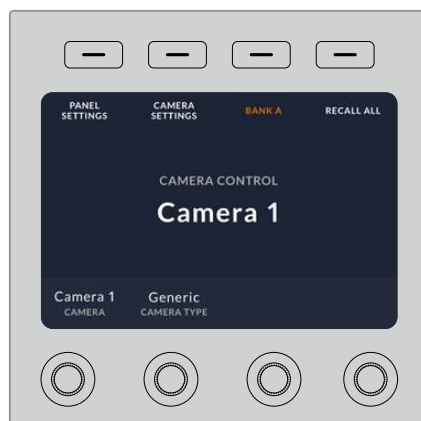 PANEL SETTINGS
CAMERA SETTINGS
BANK A
RECALL ALL
CAMERA CONTROL
Camera 1
Camera 1
CAMERA
Generic
CAMERA TYPE